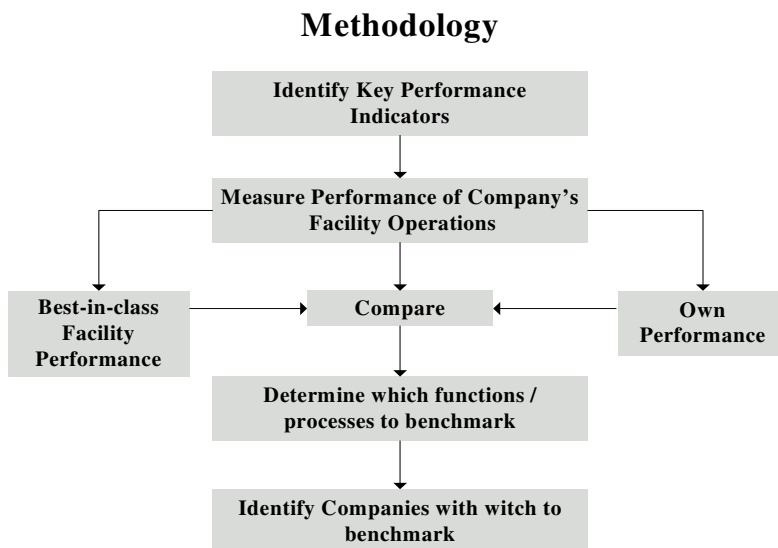 Methodology
Identify Key Performance
Indicators
Measure Performance of Company's
Facility Operations
Best-in-class
Facility
Performance
Compare
Own
Performance
Determine which functions /
processes to benchmark
Identify Companies with witch to
benchmark